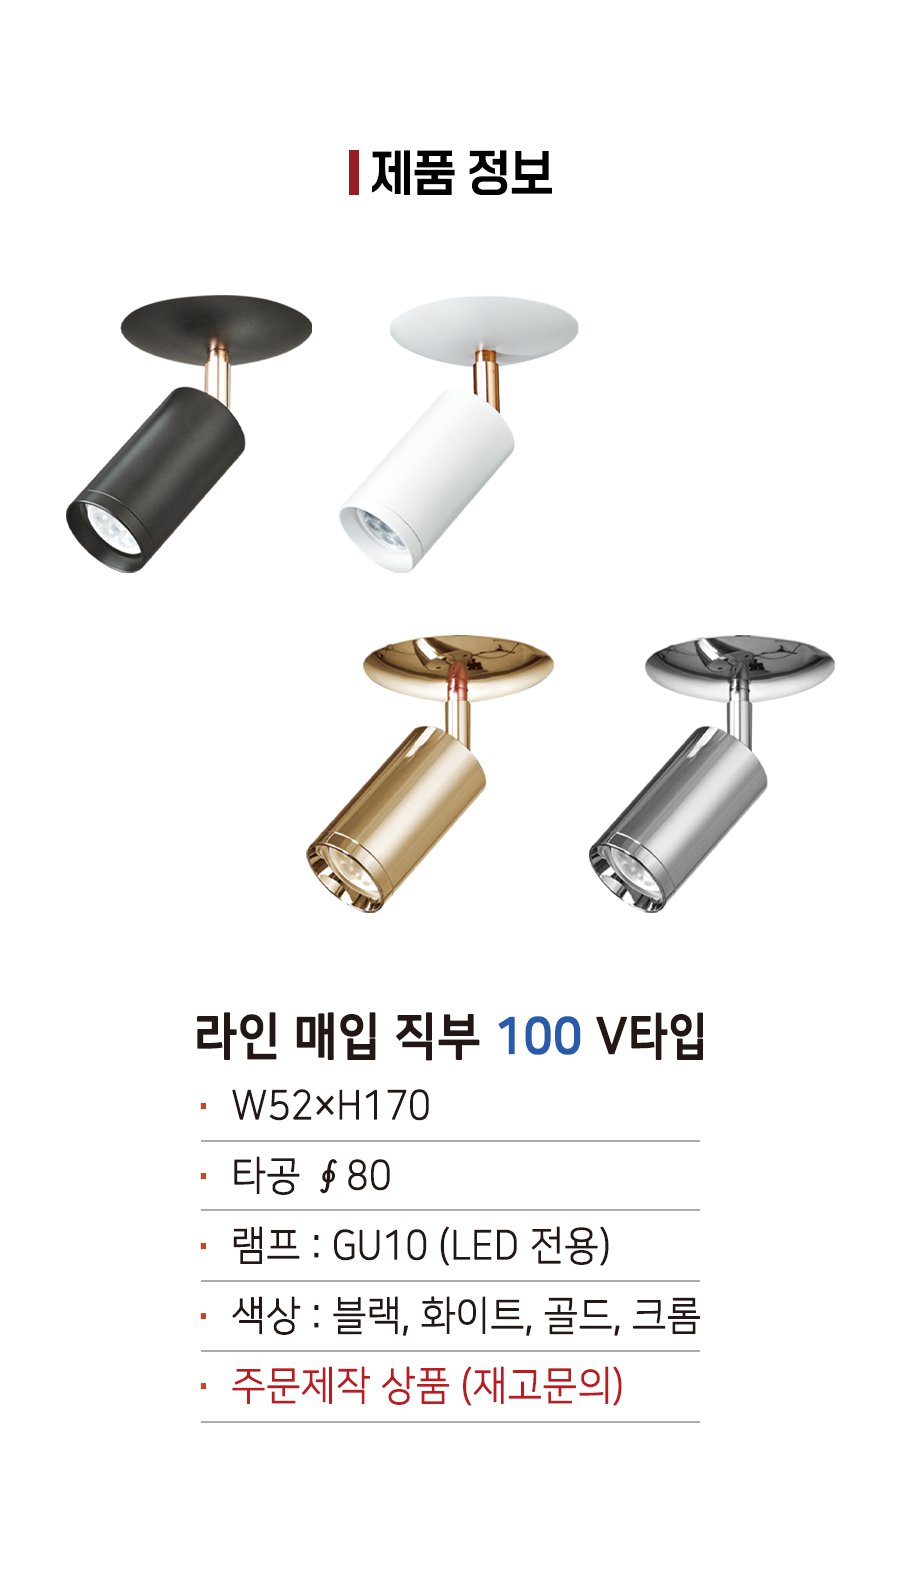 제품 정보
라인 매입 직부 100 V타입
· W52×H170
· 타공 ∮80
· 램프 : GU10 (LED 전용)
· 색상 : 블랙, 화이트, 골드, 크롬
· 주문제작 상품 (재고문의)